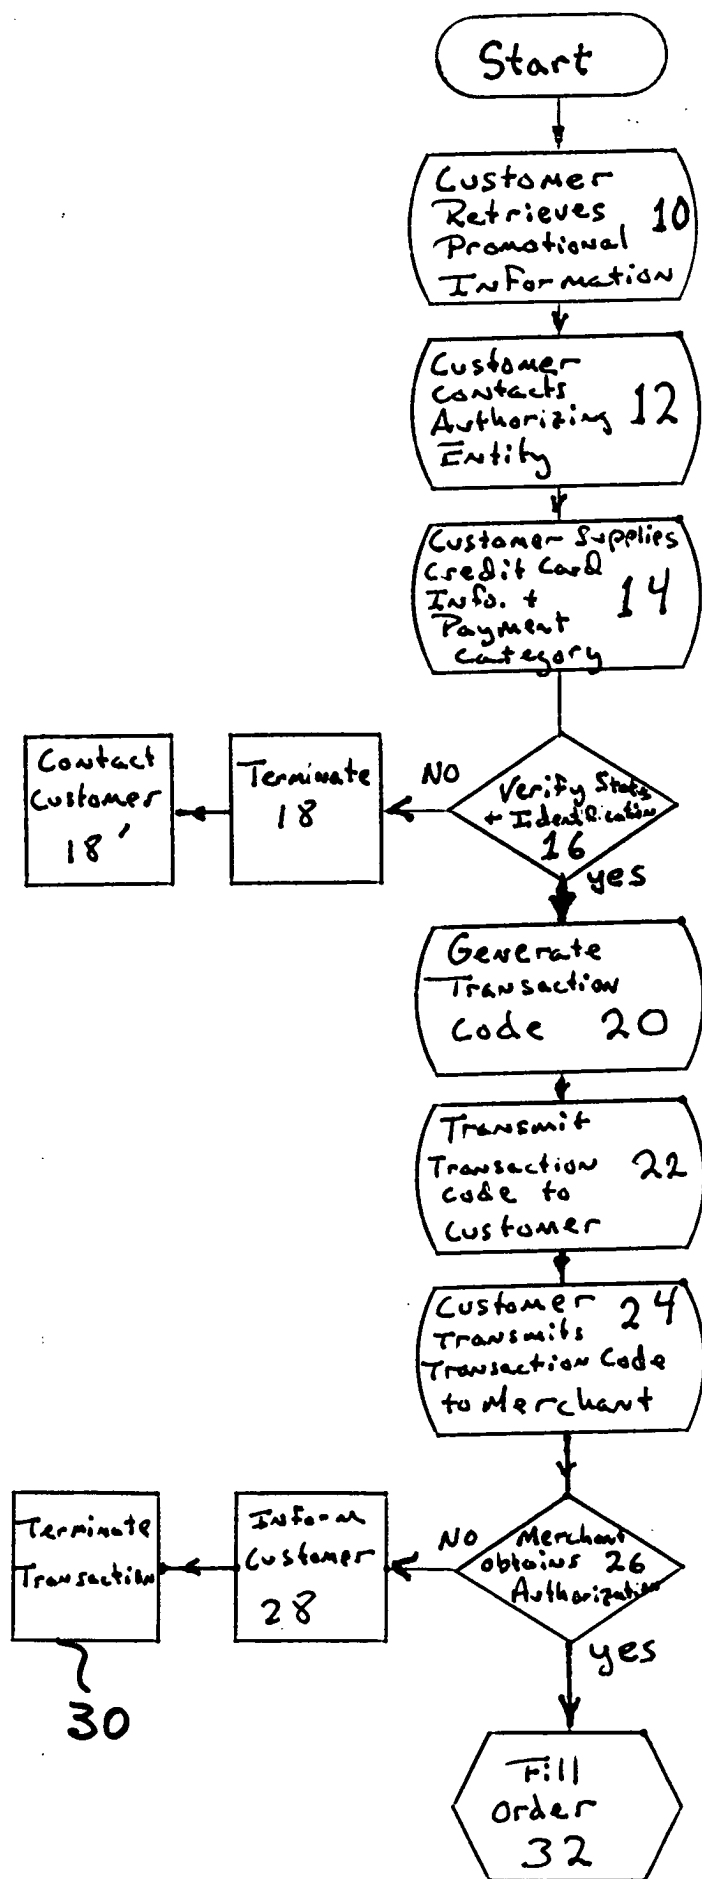 Start
Customer
Retrieves 10
Promotional
Information
Customer
Contacts
Authorizing 12
Entity
Customer Supplies
Credit Card
Info. + 14
Payment
Category
Verify Status
+ Identification
16
NO
Terminate
18
Contact
Customer
18'
yes
Generate
Transaction
Code 20
Transmit
Transaction 22
Code to
Customer
Customer 24
Transmits
Transaction Code
to Merchant
Merchant
obtains 26
Authorization
NO
Inform
Customer
28
Terminate
Transaction
30
yes
Fill
Order
32